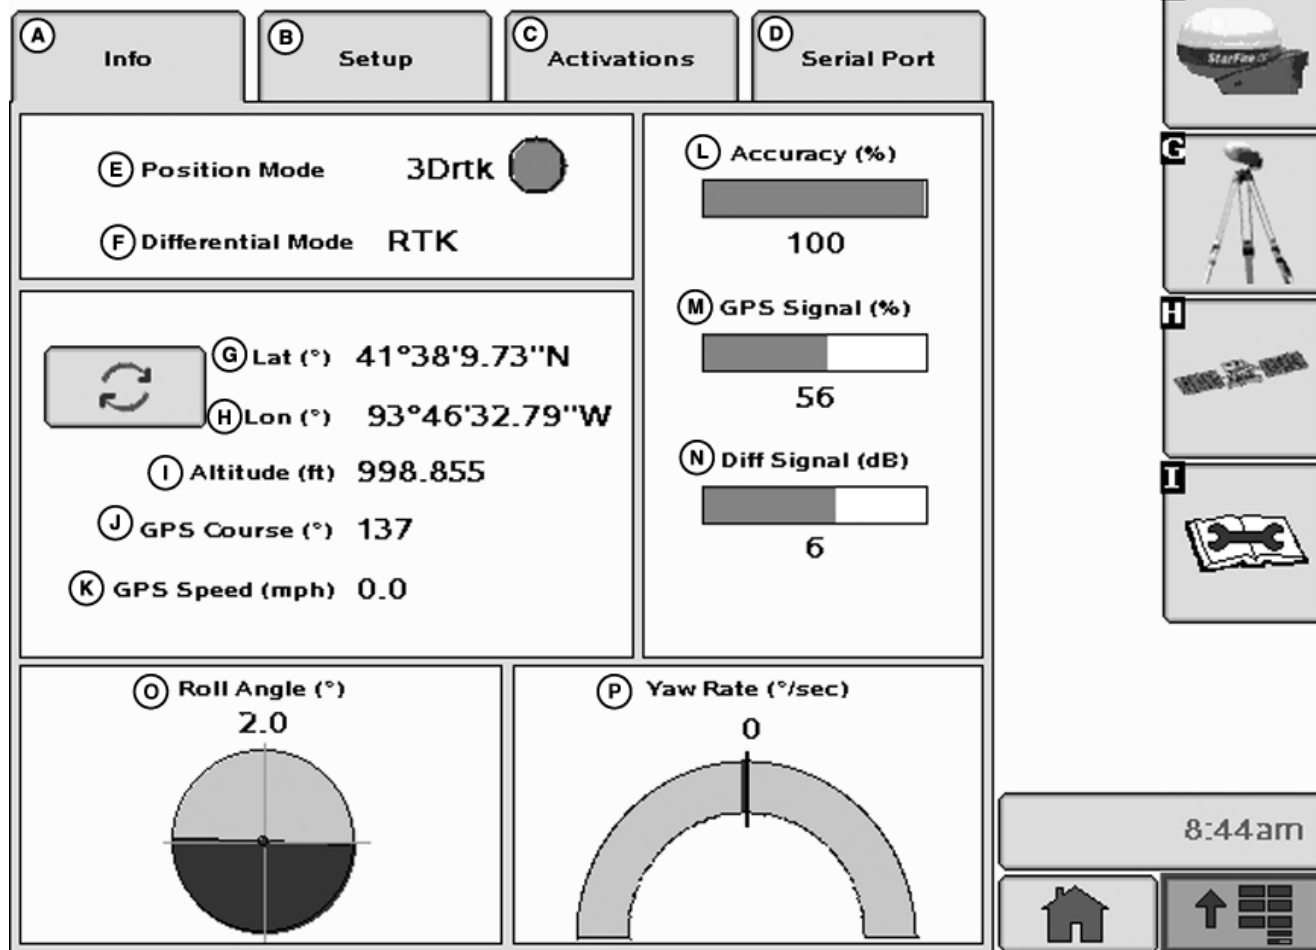 A Info
B Setup
C Activations
D Serial Port
E Position Mode 3Drtk
F Differential Mode RTK
G Lat (°) 41°38'9.73"N
H Lon (°) 93°46'32.79"W
I Altitude (ft) 998.855
J GPS Course (°) 137
K GPS Speed (mph) 0.0
L Accuracy (%)
100
M GPS Signal (%)
56
N Diff Signal (dB)
6
O Roll Angle (°)
2.0
P Yaw Rate (°/sec)
0
StarFire
G
H
I
8:44am